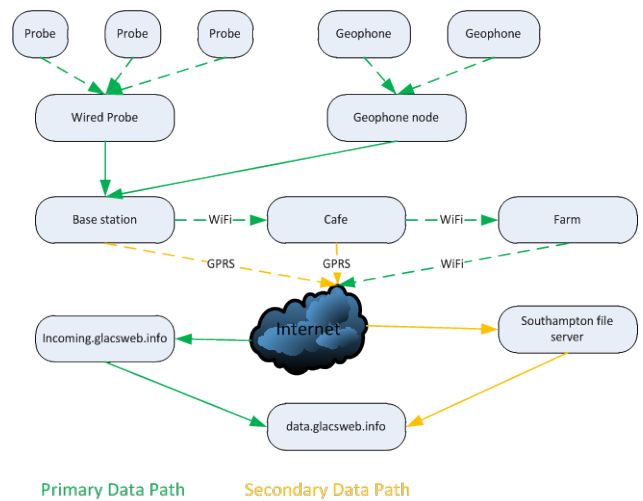 Probe
Probe
Probe
Geophone
Geophone
Wired Probe
Geophone node
Base station
WiFi
Cafe
WiFi
Farm
GPRS
GPRS
WiFi
Internet
Incoming.glacsweb.info
Southampton file
server
data.glacsweb.info
Primary Data Path
Secondary Data Path